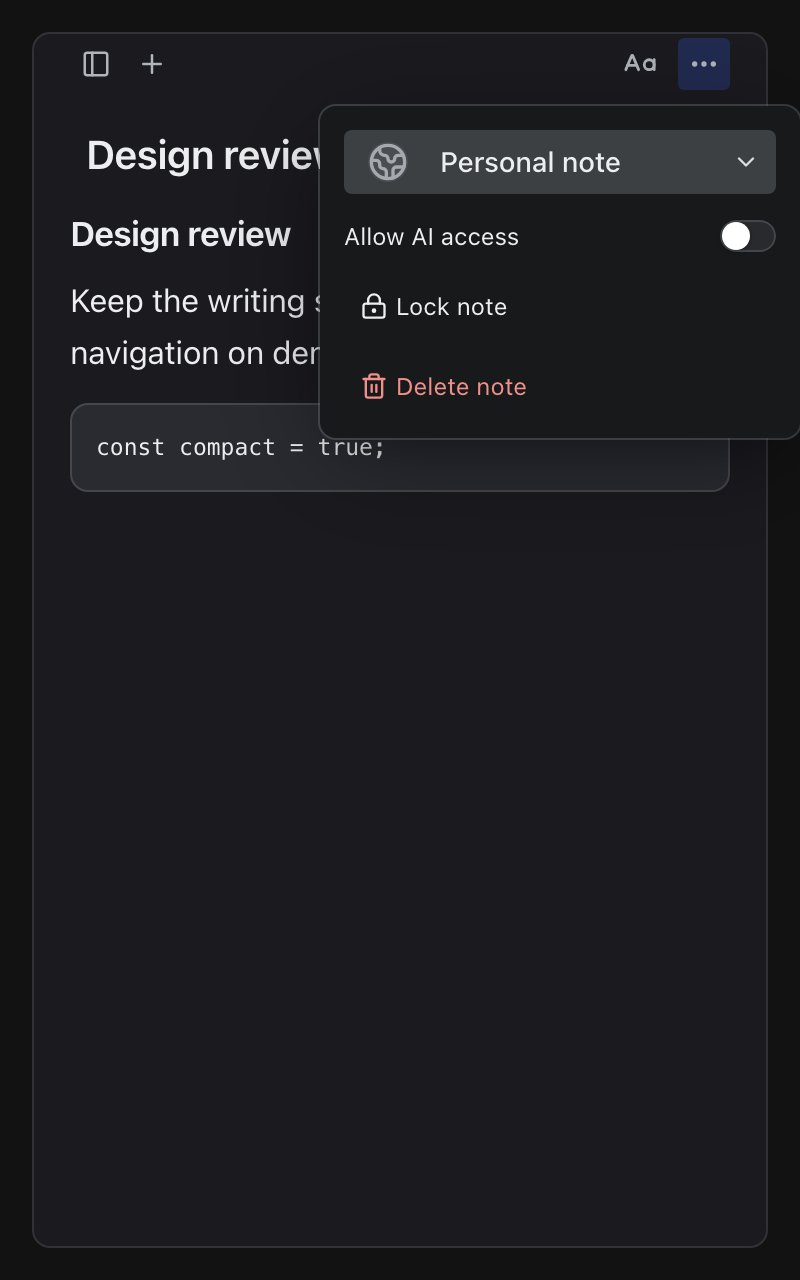 Aa
Personal note
Allow AI access
Lock note
Delete note
Design review
Design review
Keep the writing
navigation on
const compact = true;